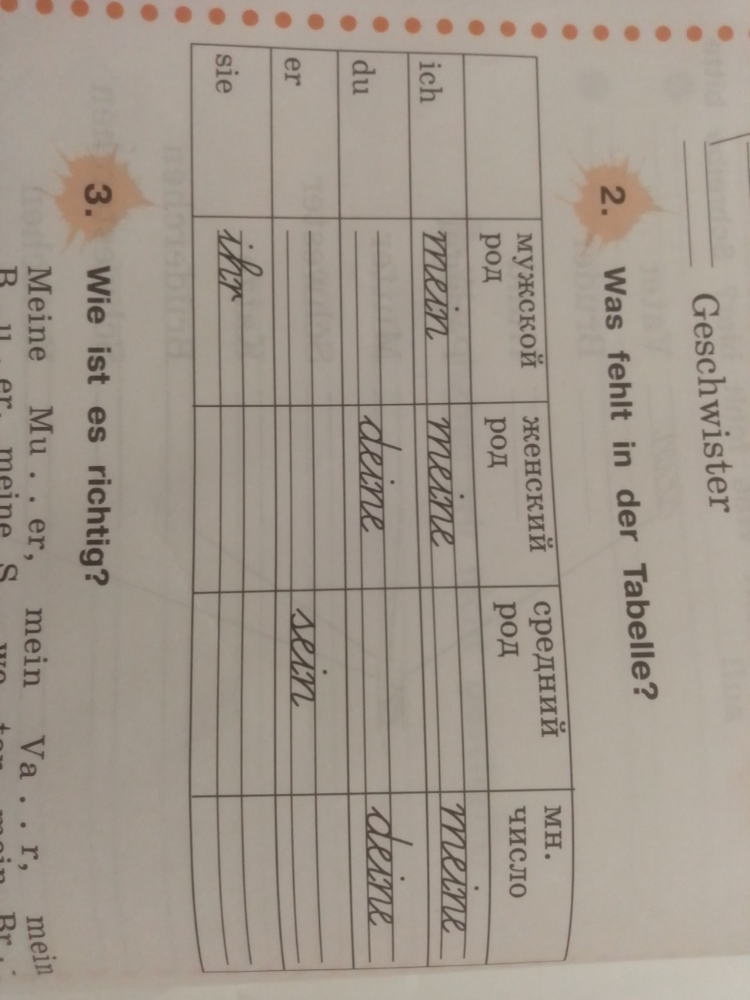 Geschwister
2. Was fehlt in der Tabelle?
мужской род женский род средний род мн. число
ich mein meine meine
du deine deine
er sein
sie ihr
3. Wie ist es richtig?
Meine Mu . . er, mein Va . . r, mein
meine